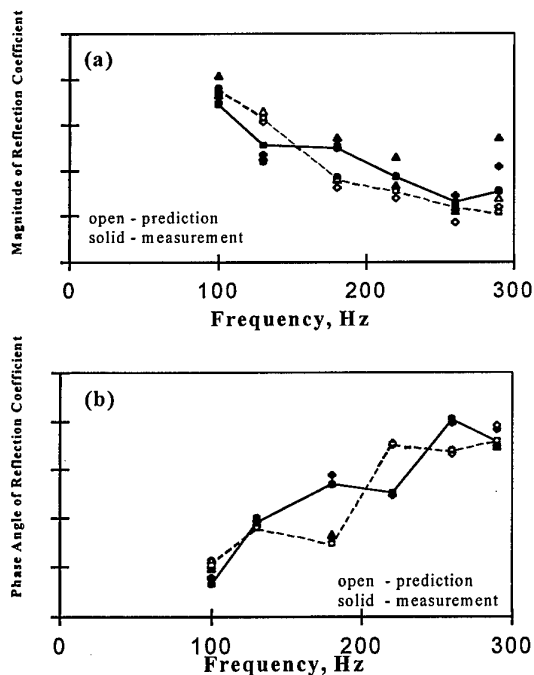 Magnitude of Reflection Coefficient
(a)
open - prediction
solid - measurement
0 100 200 300
Frequency, Hz
Phase Angle of Reflection Coefficient
(b)
open - prediction
solid - measurement
0 100 200 300
Frequency, Hz